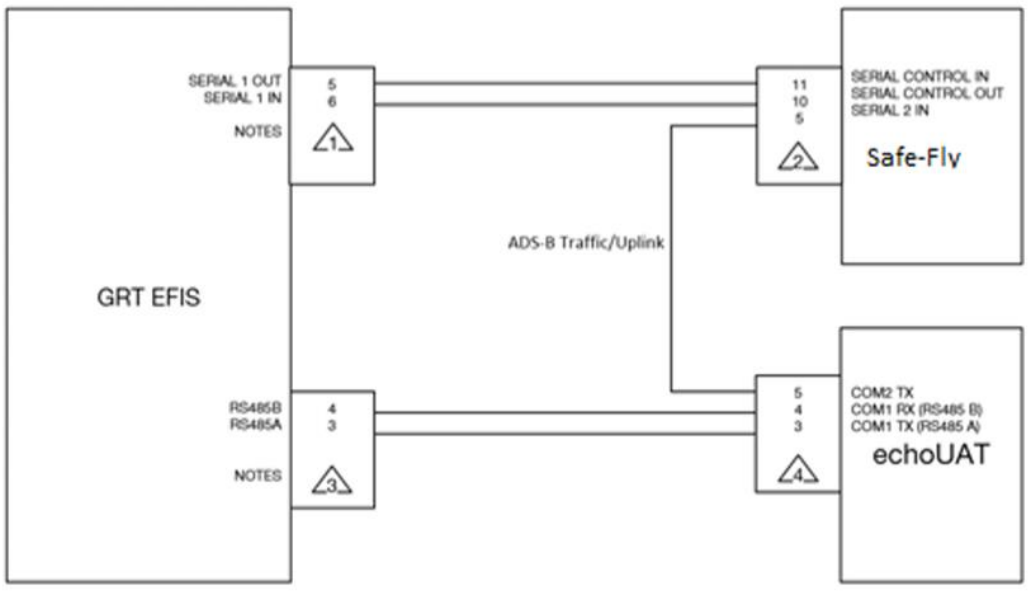 SERIAL 1 OUT 5 11 SERIAL CONTROL IN
SERIAL 1 IN 6 10 SERIAL CONTROL OUT
5 SERIAL 2 IN
NOTES 1 2 Safe-Fly
ADS-B Traffic/Uplink
GRT EFIS
5 COM2 TX
RS485B 4 4 COM1 RX (RS485 B)
RS485A 3 3 COM1 TX (RS485 A)
echoUAT
NOTES 3 4